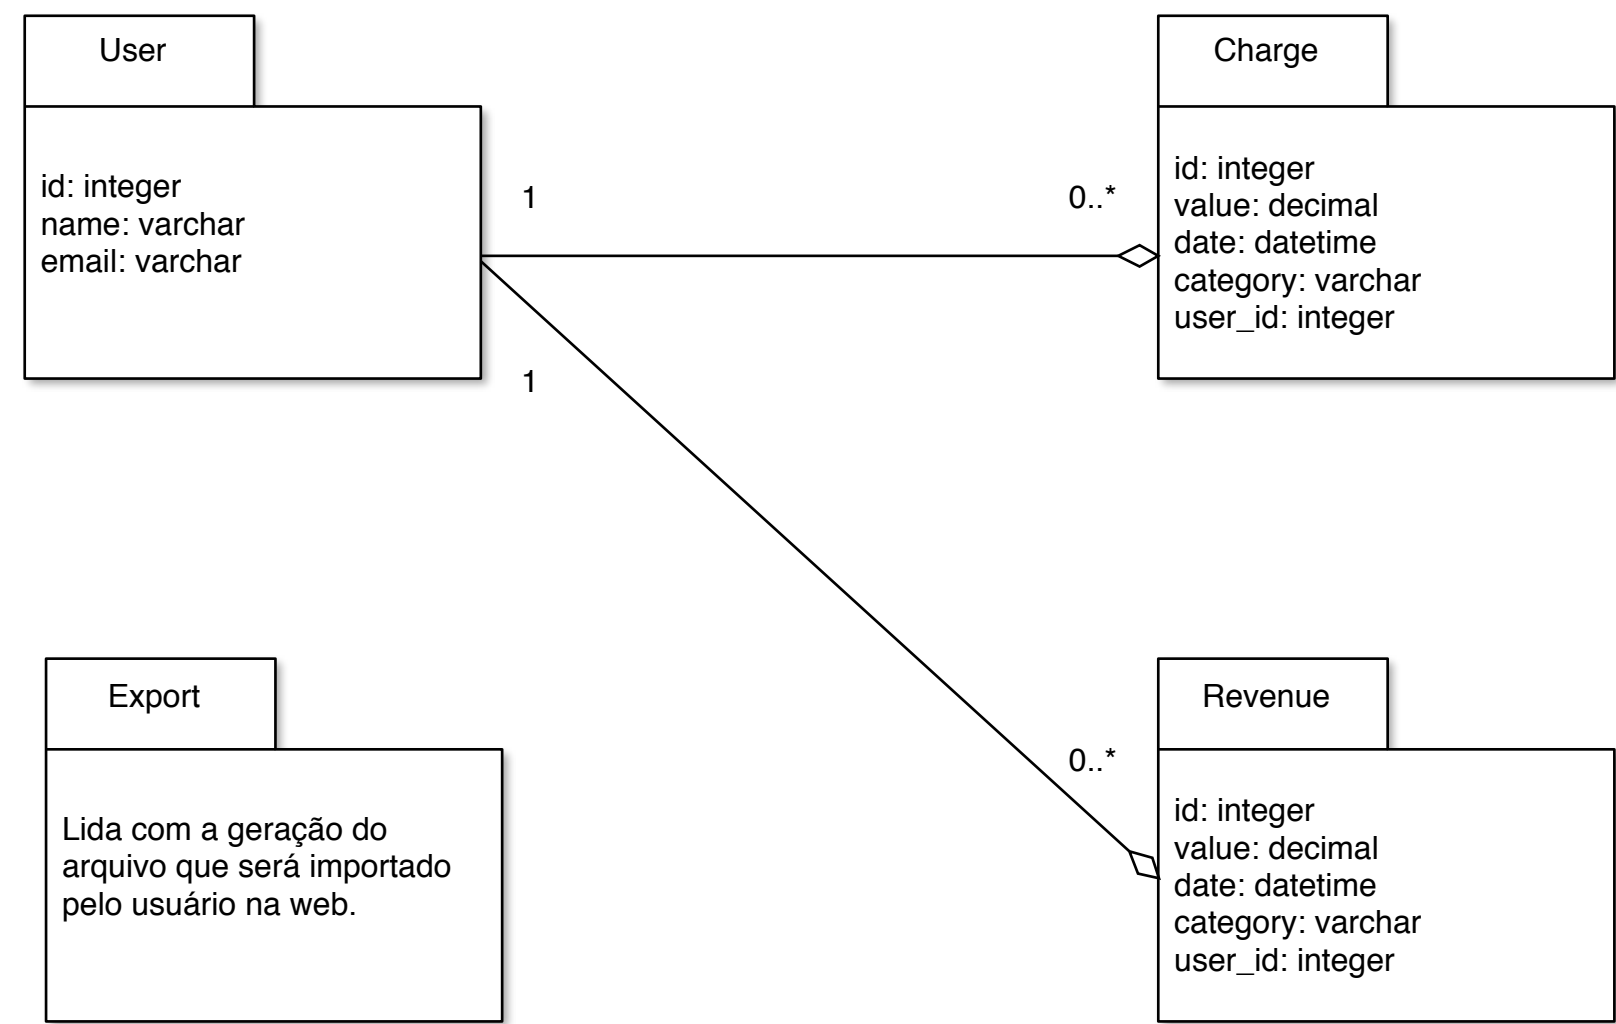 User
id: integer
name: varchar
email: varchar
1
0..*
Charge
id: integer
value: decimal
date: datetime
category: varchar
user_id: integer
1
0..*
Export
Lida com a geração do
arquivo que será importado
pelo usuário na web.
Revenue
id: integer
value: decimal
date: datetime
category: varchar
user_id: integer